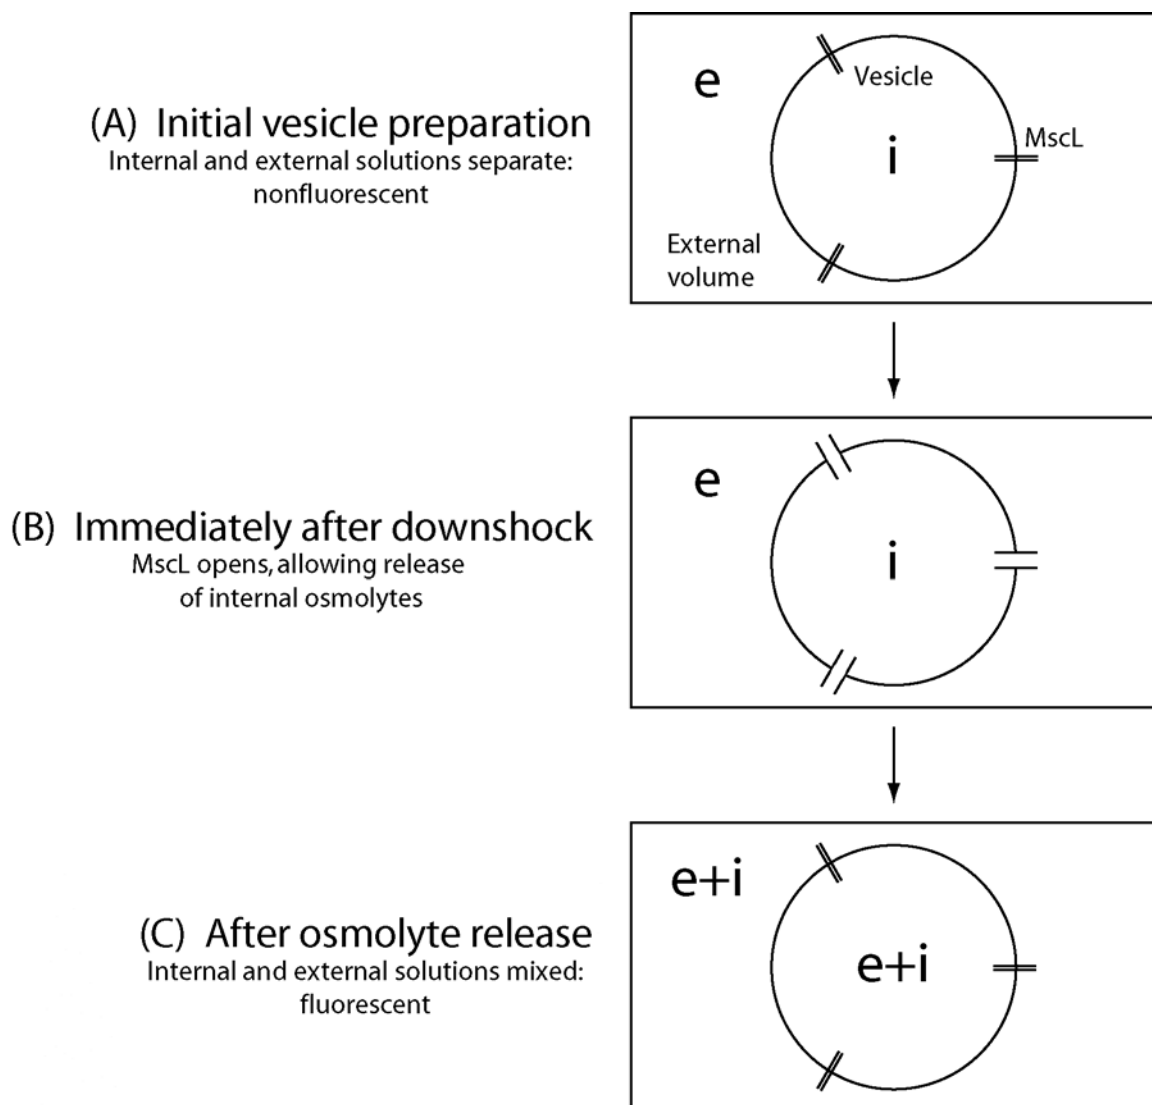 e
Vesicle
(A) Initial vesicle preparation
Internal and external solutions separate:
nonfluorescent
i
MscL
External
volume
e
(B) Immediately after downshock
MscL opens, allowing release
of internal osmolytes
i
e+i
(C) After osmolyte release
Internal and external solutions mixed:
fluorescent
e+i